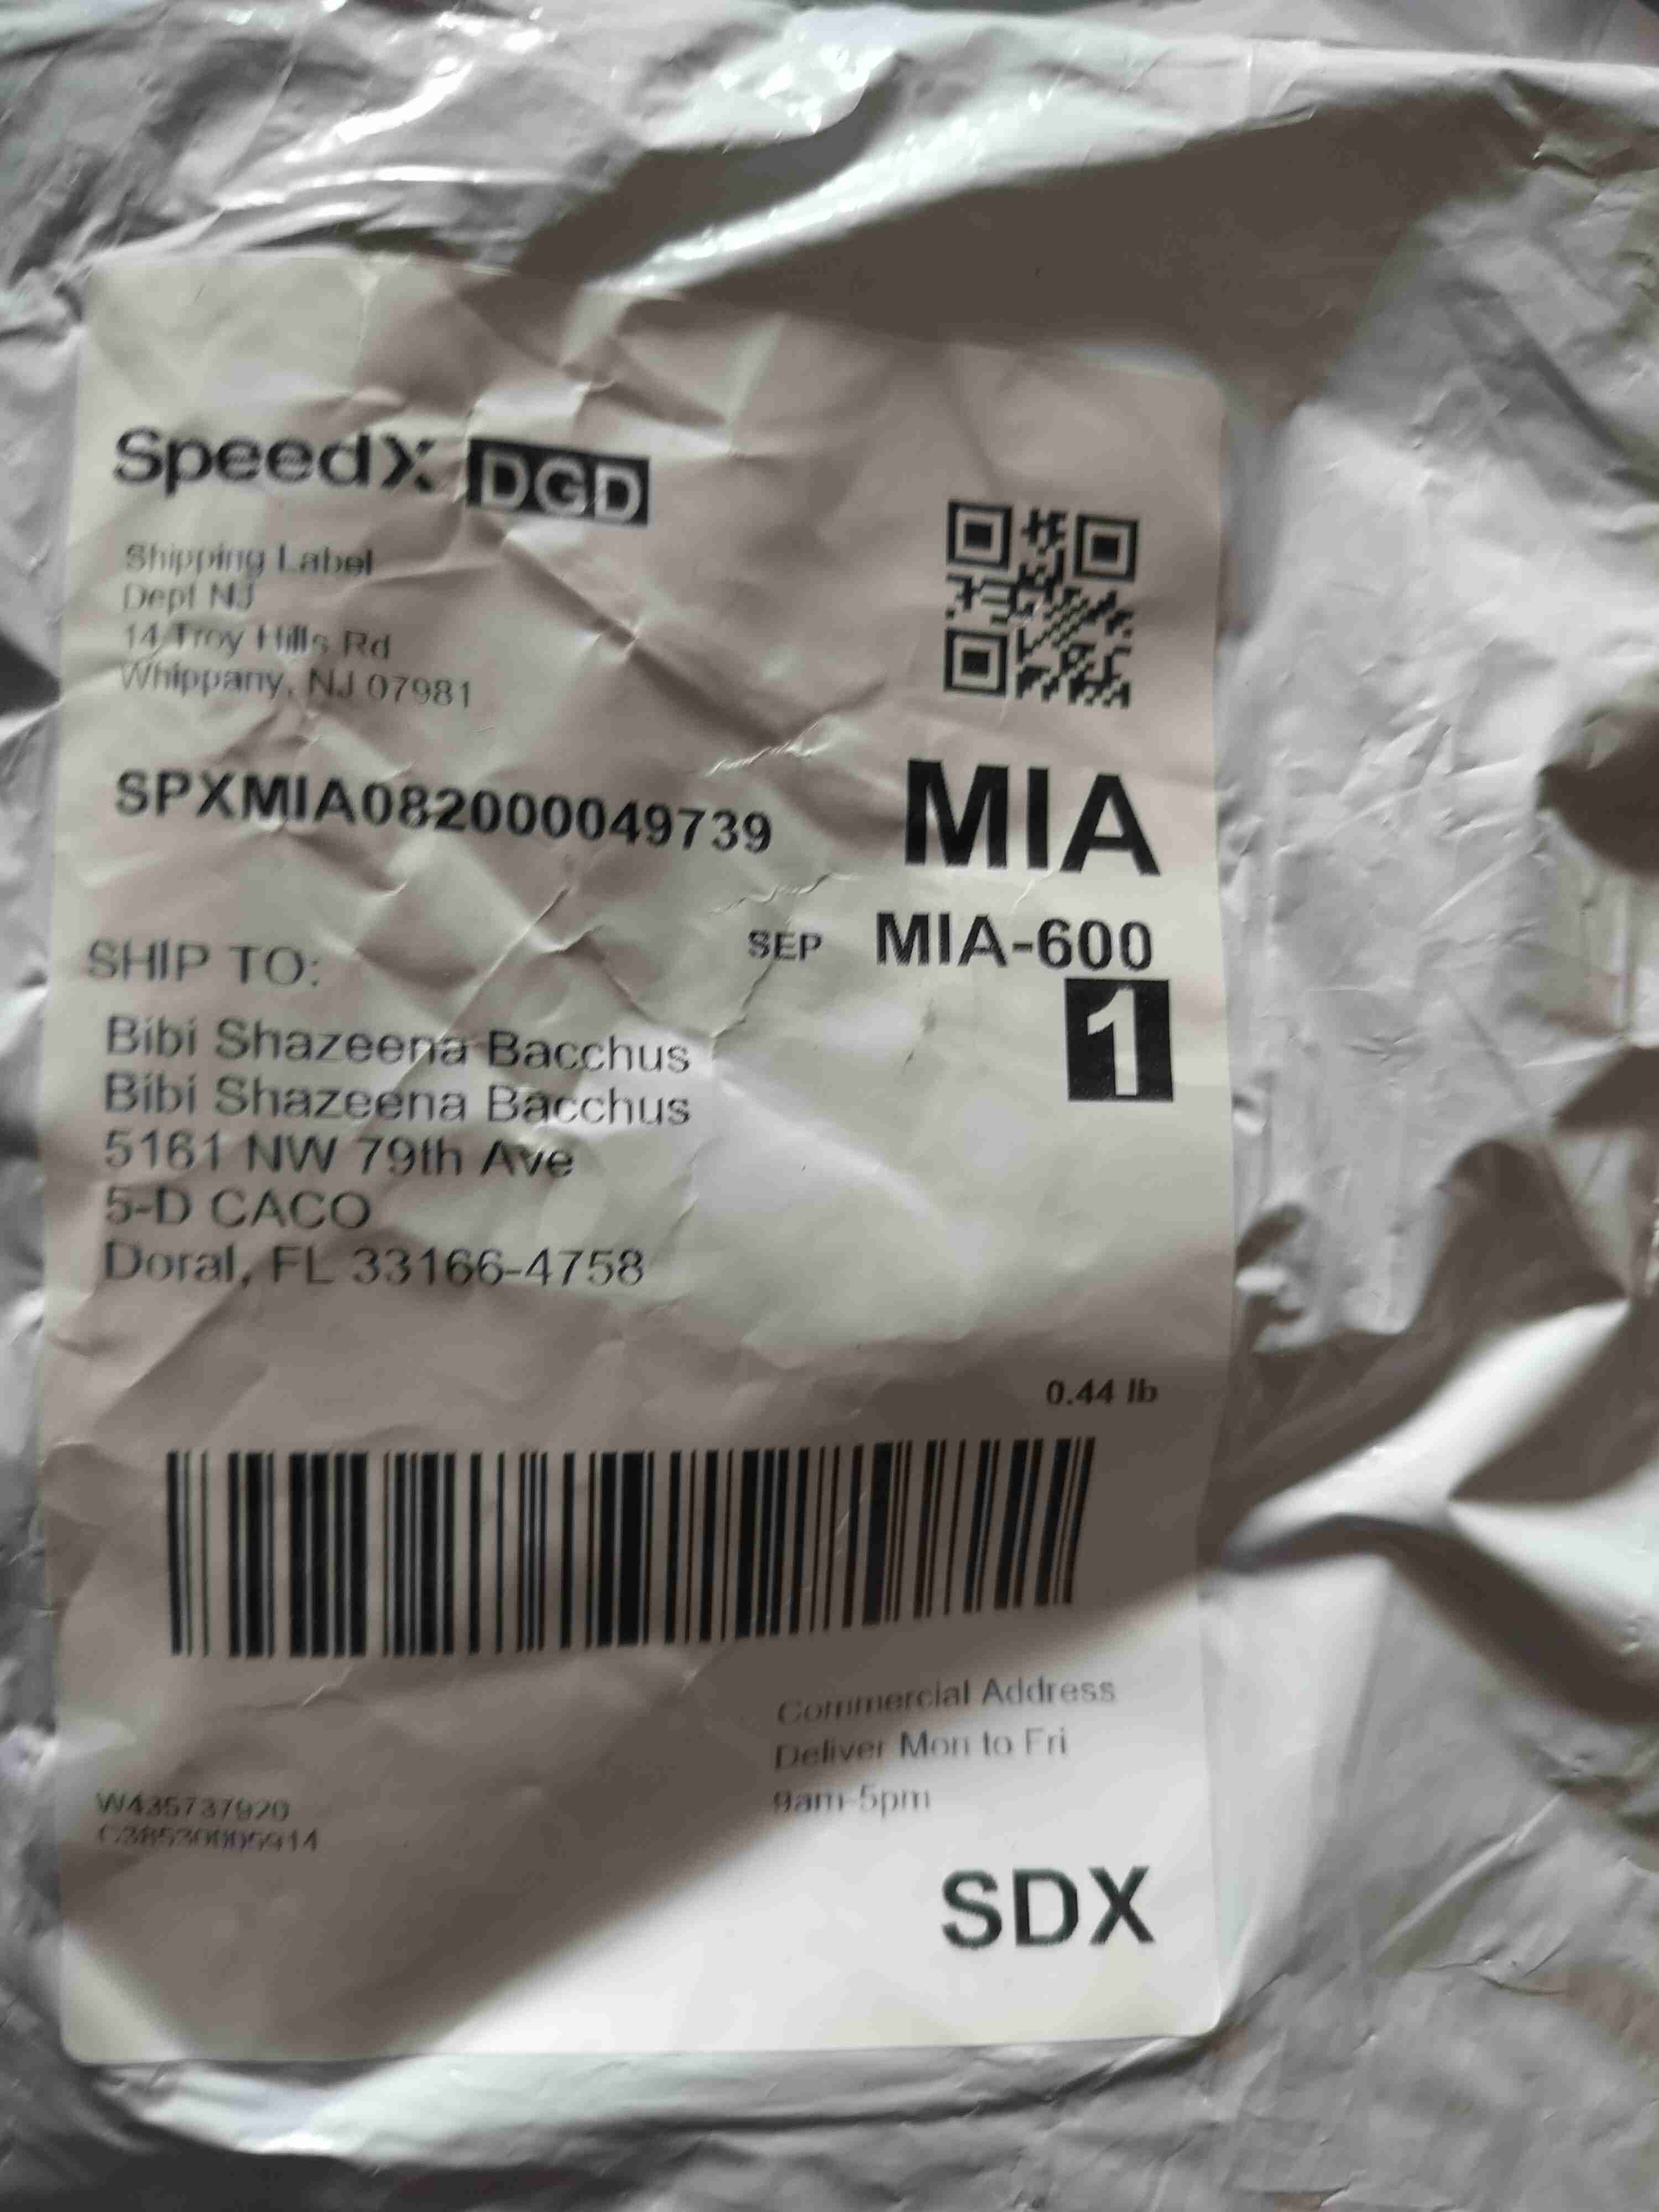 SpeedX DGD
Shipping Label
Dept NJ
14 Troy Hills Rd
Whippany, NJ 07981
SPXMIA082000049739
MIA
SEP MIA-600
1
SHIP TO:
Bibi Shazeena Bacchus
Bibi Shazeena Bacchus
5161 NW 79th Ave
5-D CACO
Doral, FL 33166-4758
0.44 lb
Commercial Address
Deliver Mon to Fri
9am-5pm
W435737920
SDX